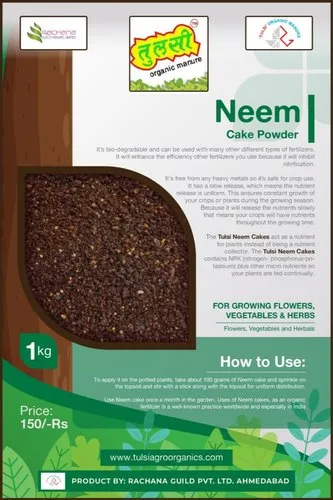 RACHANA
GUILD PRIVATE LIMITED
तुलसी
TM
organic manure
Neem
Cake Powder
It's bio-degradable and can be used with many other different types of fertilizers.
It will enhance the efficiency other fertilizers you use because it will inhibit
nitrification.
It's free from any heavy metals so it's safe for crop use.
It has a slow release, which means the nutrient
release is uniform. This ensures constant growth of
your crops or plants during the growing season.
Because it will release the nutrients slowly
that means your crops will have nutrients
throughout the growing time.
The Tulsi Neem Cakes act as a nutrient
for plants instead of being a nutrient
collector. The Tulsi Neem Cakes
contains NPK (nitrogen- phosphorus-po-
tassium) plus other micro nutrients so
your plants are fed continually.
FOR GROWING FLOWERS,
VEGETABLES & HERBS
Flowers, Vegetables and Herbals
1kg
How to Use:
To apply it on the potted plants, take about 100 grams of Neem cake and sprinkle on
the topsoil and stir with a stick along with the topsoil for uniform distribution.
Use Neem cake once a month in the garden. Uses of Neem cakes, as an organic
fertilizer is a well known practice worldwide and especially in India
Price:
150/-Rs
www.tulsiagroorganics.com
PRODUCT BY: RACHANA GUILD PVT. LTD. AHMEDABAD